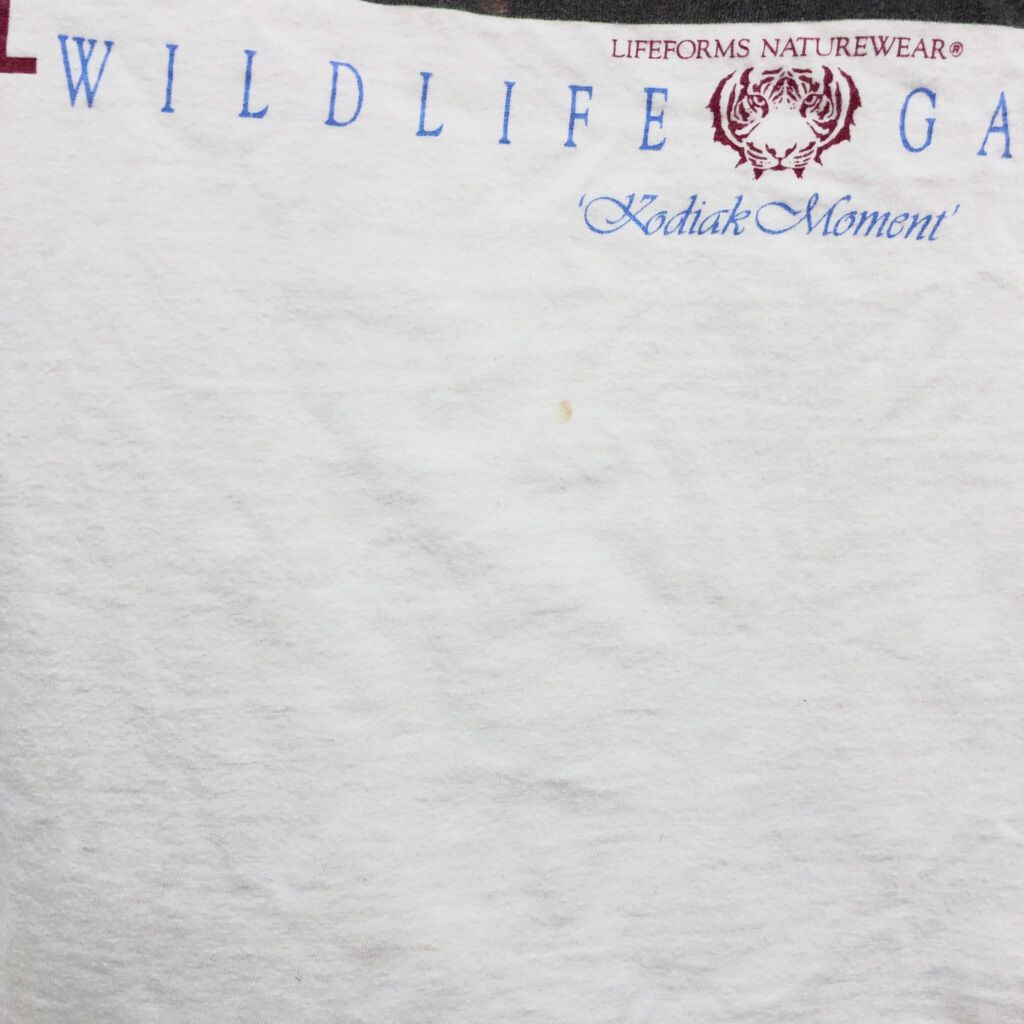 LIFEFORMS NATUREWEAR®
WILDLIFE GA
'Kodiak Moment'